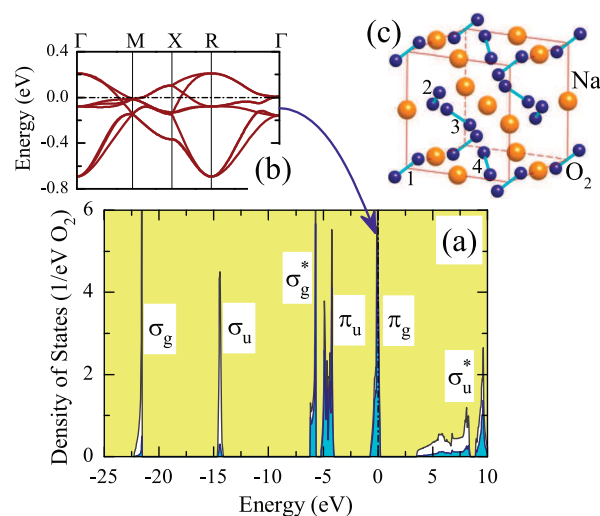 Γ M X R Γ
0.4
0.0
-0.4
Energy (eV)
(b)
(c)
Na
2
3
4
1
O₂
(a)
6
4
2
0
Density of States (1/eV O₂)
σg
σu
σg*
πu
πg
σu*
-25 -20 -15 -10 -5 0 5 10
Energy (eV)